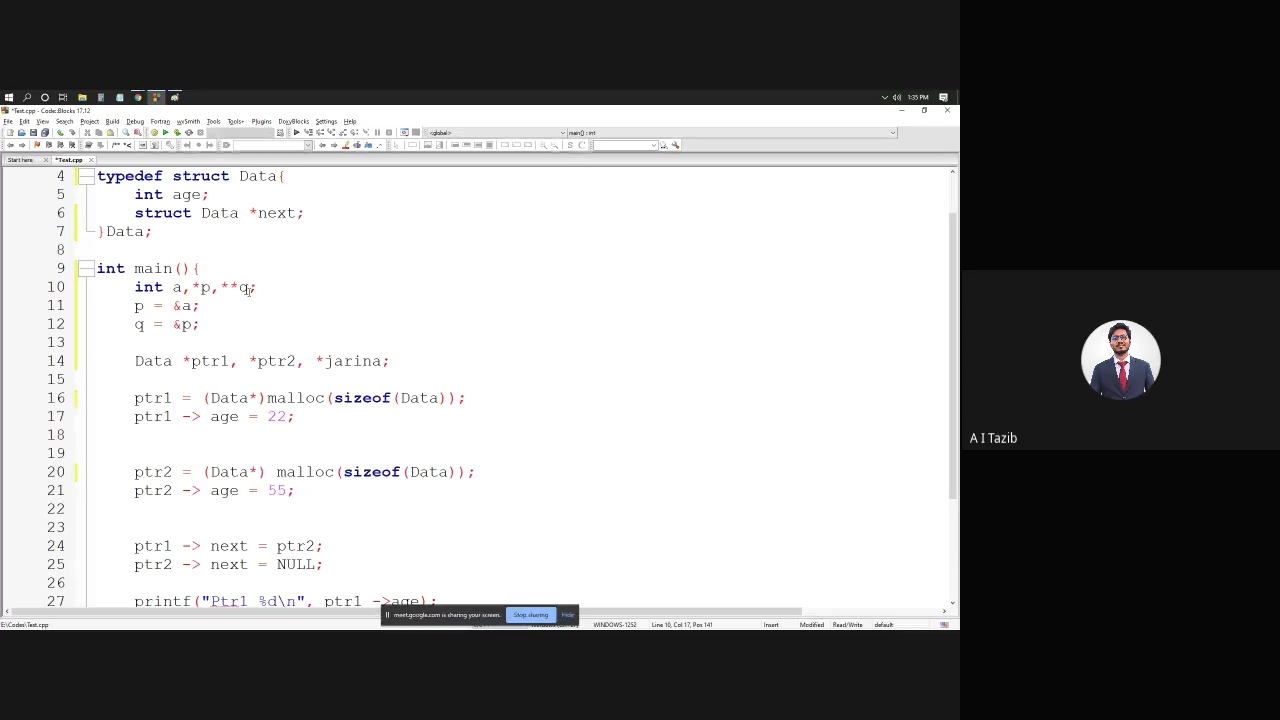 1:35 PM
*Test.cpp - Code::Blocks 17.12
File Edit View Search Project Build Debug Fortran wxSmith Tools Tools+ Plugins DoxyBlocks Settings Help
<global> main() : int
Start here *Test.cpp
4 typedef struct Data{
5 int age;
6 struct Data *next;
7 }Data;
8
9 int main(){
10 int a,*p,**q;
11 p = &a;
12 q = &p;
13
14 Data *ptr1, *ptr2, *jarina;
15
16 ptr1 = (Data*)malloc(sizeof(Data));
17 ptr1 -> age = 22;
18
19
20 ptr2 = (Data*) malloc(sizeof(Data));
21 ptr2 -> age = 55;
22
23
24 ptr1 -> next = ptr2;
25 ptr2 -> next = NULL;
26
27 printf("Ptr1 %d\n", ptr1 ->age);
meet.google.com is sharing your screen. Stop sharing Hide
E:\Codes\Test.cpp WINDOWS-1252 Line 10, Col 17, Pos 141 Insert Modified Read/Write default
A I Tazib